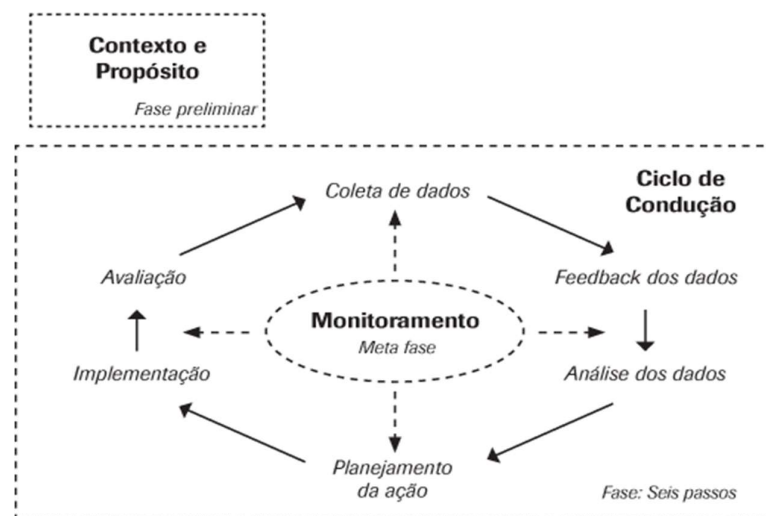 Contexto e
Propósito
Fase preliminar
Coleta de dados
Ciclo de
Condução
Avaliação
Feedback dos dados
Monitoramento
Meta fase
Implementação
Análise dos dados
Planejamento
da ação
Fase: Seis passos